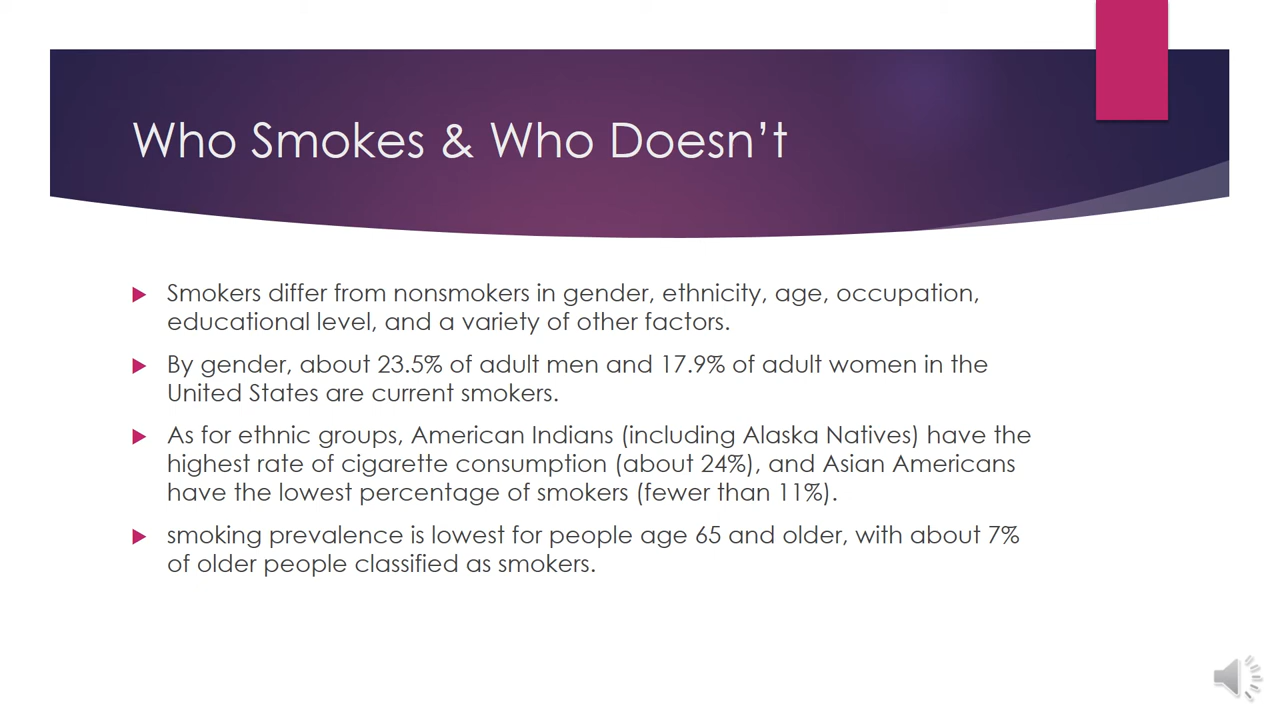 Who Smokes & Who Doesn’t
Smokers differ from nonsmokers in gender, ethnicity, age, occupation,
educational level, and a variety of other factors.
By gender, about 23.5% of adult men and 17.9% of adult women in the
United States are current smokers.
As for ethnic groups, American Indians (including Alaska Natives) have the
highest rate of cigarette consumption (about 24%), and Asian Americans
have the lowest percentage of smokers (fewer than 11%).
smoking prevalence is lowest for people age 65 and older, with about 7%
of older people classified as smokers.